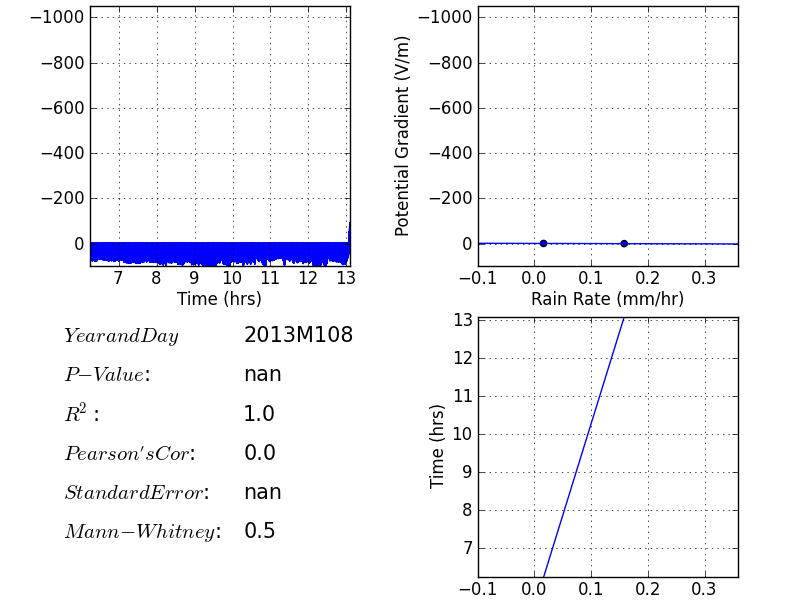 −1000
−800
−600
−400
−200
0
7 8 9 10 11 12 13
Time (hrs)
Potential Gradient (V/m)
−1000
−800
−600
−400
−200
0
−0.1 0.0 0.1 0.2 0.3
Rain Rate (mm/hr)
YearandDay 2013M108
P−Value: nan
R²: 1.0
Pearson'sCor: 0.0
StandardError: nan
Mann−Whitney: 0.5
Time (hrs)
13
12
11
10
9
8
7
−0.1 0.0 0.1 0.2 0.3